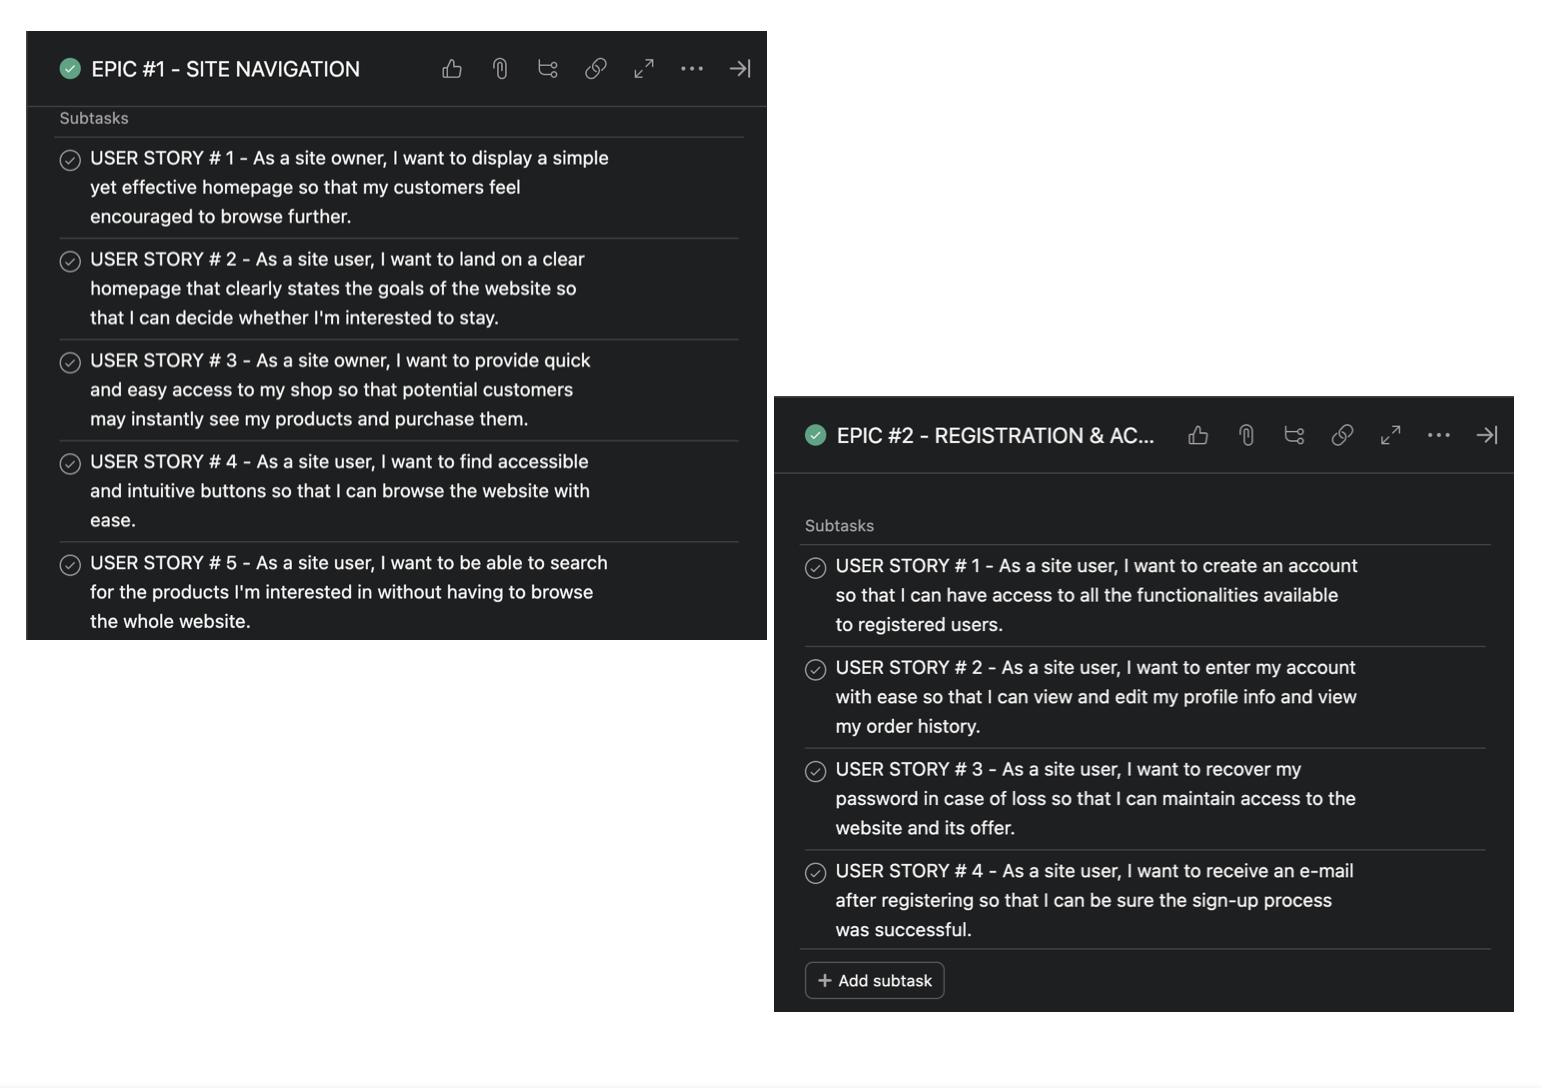 EPIC #1 - SITE NAVIGATION
Subtasks
USER STORY # 1 - As a site owner, I want to display a simple
yet effective homepage so that my customers feel
encouraged to browse further.
USER STORY # 2 - As a site user, I want to land on a clear
homepage that clearly states the goals of the website so
that I can decide whether I'm interested to stay.
USER STORY # 3 - As a site owner, I want to provide quick
and easy access to my shop so that potential customers
may instantly see my products and purchase them.
USER STORY # 4 - As a site user, I want to find accessible
and intuitive buttons so that I can browse the website with
ease.
USER STORY # 5 - As a site user, I want to be able to search
for the products I'm interested in without having to browse
the whole website.
EPIC #2 - REGISTRATION & AC...
Subtasks
USER STORY # 1 - As a site user, I want to create an account
so that I can have access to all the functionalities available
to registered users.
USER STORY # 2 - As a site user, I want to enter my account
with ease so that I can view and edit my profile info and view
my order history.
USER STORY # 3 - As a site user, I want to recover my
password in case of loss so that I can maintain access to the
website and its offer.
USER STORY # 4 - As a site user, I want to receive an e-mail
after registering so that I can be sure the sign-up process
was successful.
+ Add subtask